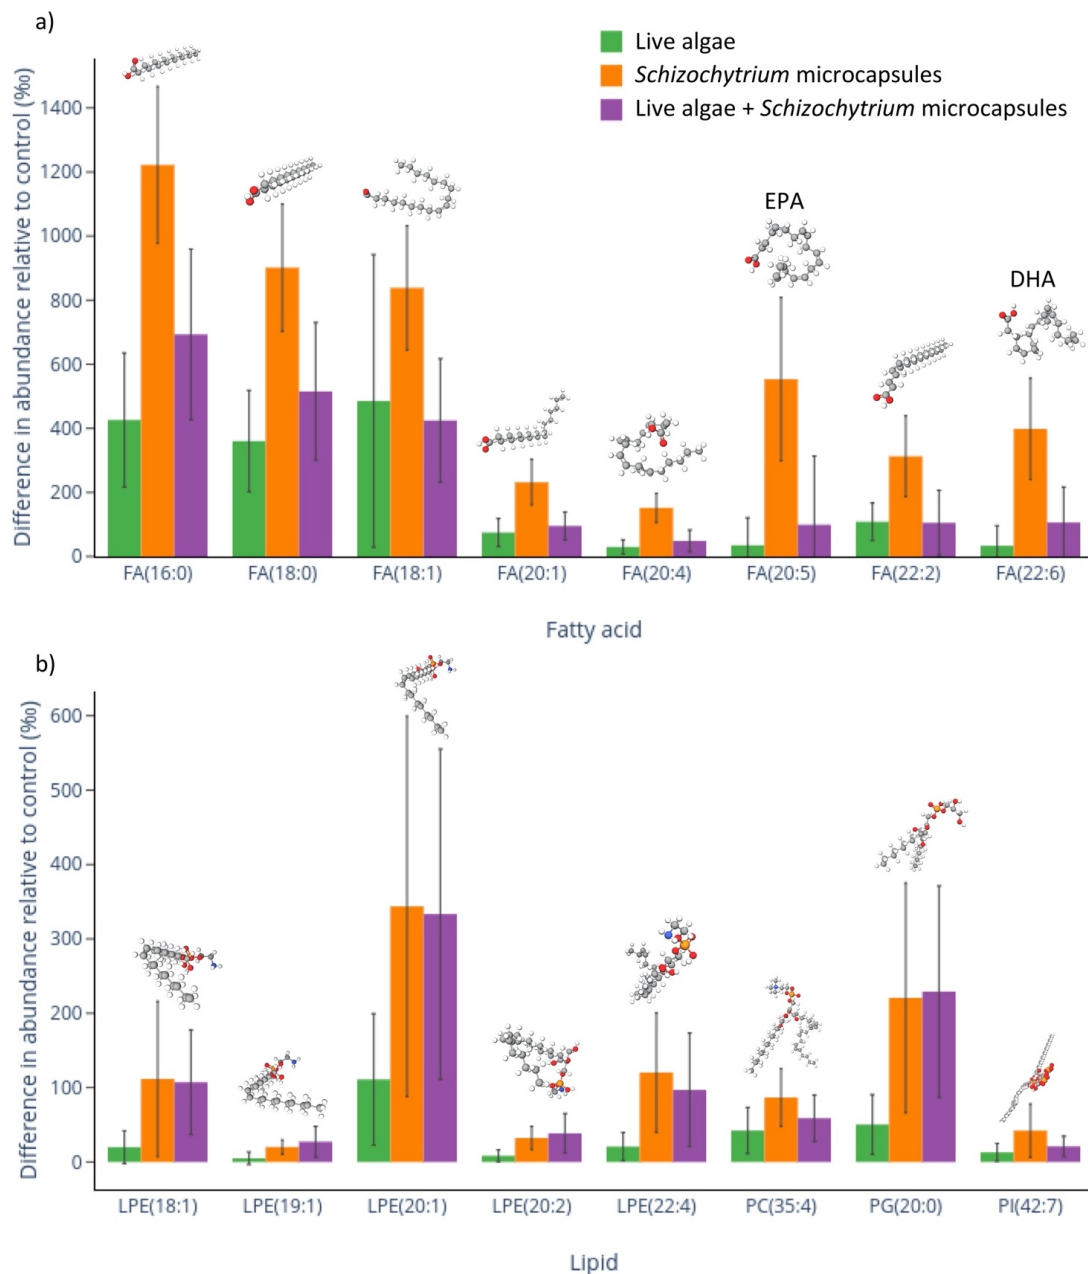 a)
Live algae
Schizochytrium microcapsules
Live algae + Schizochytrium microcapsules
Difference in abundance relative to control (‰)
1400
1200
1000
800
600
400
200
0
EPA
DHA
FA(16:0) FA(18:0) FA(18:1) FA(20:1) FA(20:4) FA(20:5) FA(22:2) FA(22:6)
Fatty acid
b)
Difference in abundance relative to control (‰)
600
500
400
300
200
100
0
LPE(18:1) LPE(19:1) LPE(20:1) LPE(20:2) LPE(22:4) PC(35:4) PG(20:0) PI(42:7)
Lipid